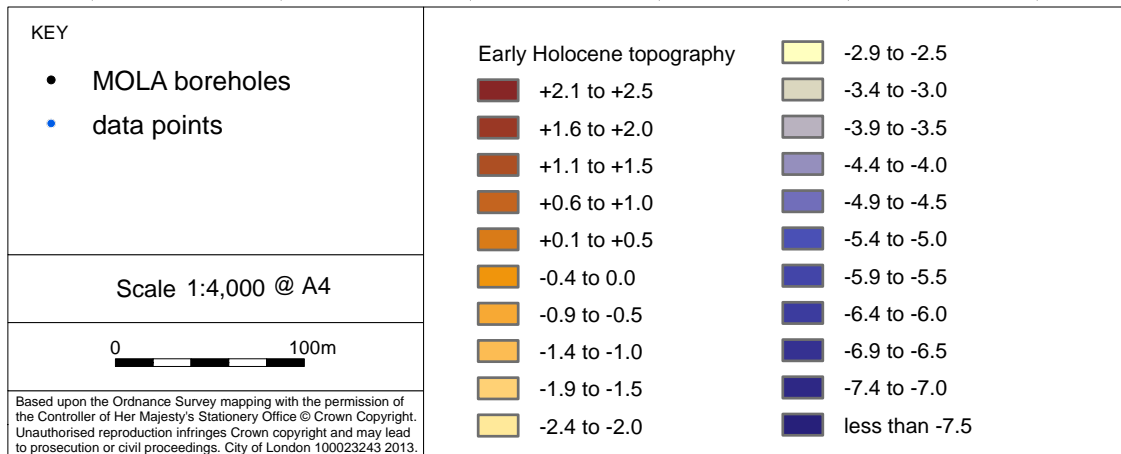 KEY
MOLA boreholes
data points
Scale 1:4,000 @ A4
0 100m
Based upon the Ordnance Survey mapping with the permission of
the Controller of Her Majesty's Stationery Office © Crown Copyright.
Unauthorised reproduction infringes Crown copyright and may lead
to prosecution or civil proceedings. City of London 100023243 2013.
Early Holocene topography
+2.1 to +2.5
+1.6 to +2.0
+1.1 to +1.5
+0.6 to +1.0
+0.1 to +0.5
-0.4 to 0.0
-0.9 to -0.5
-1.4 to -1.0
-1.9 to -1.5
-2.4 to -2.0
-2.9 to -2.5
-3.4 to -3.0
-3.9 to -3.5
-4.4 to -4.0
-4.9 to -4.5
-5.4 to -5.0
-5.9 to -5.5
-6.4 to -6.0
-6.9 to -6.5
-7.4 to -7.0
less than -7.5